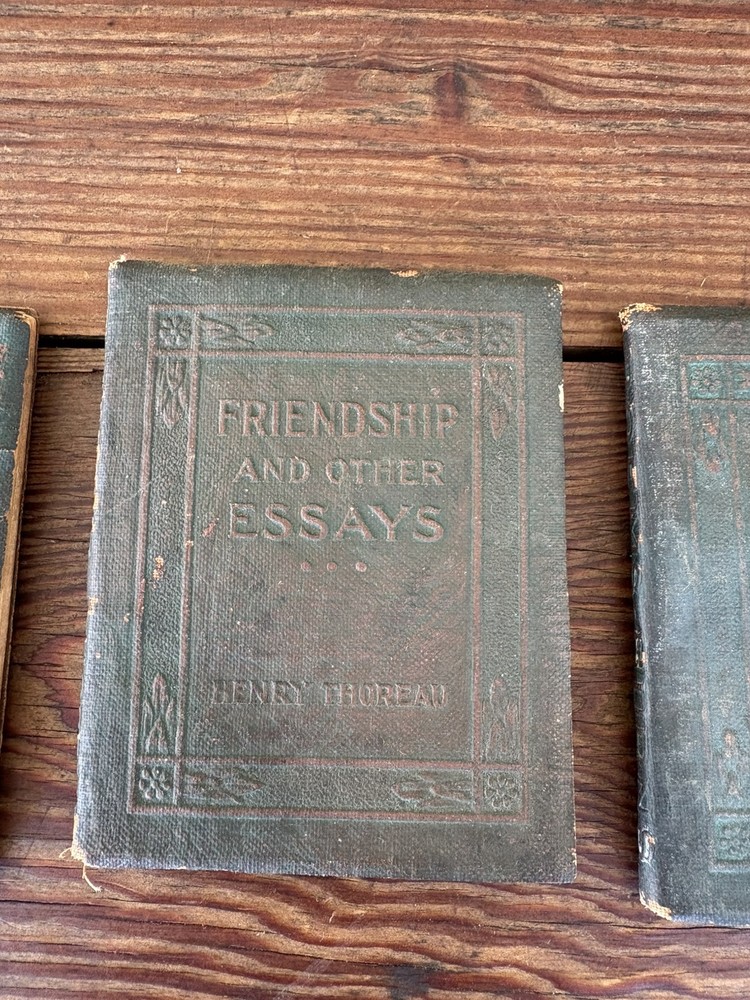 FRIENDSHIP
AND OTHER
ESSAYS
HENRY THOREAU